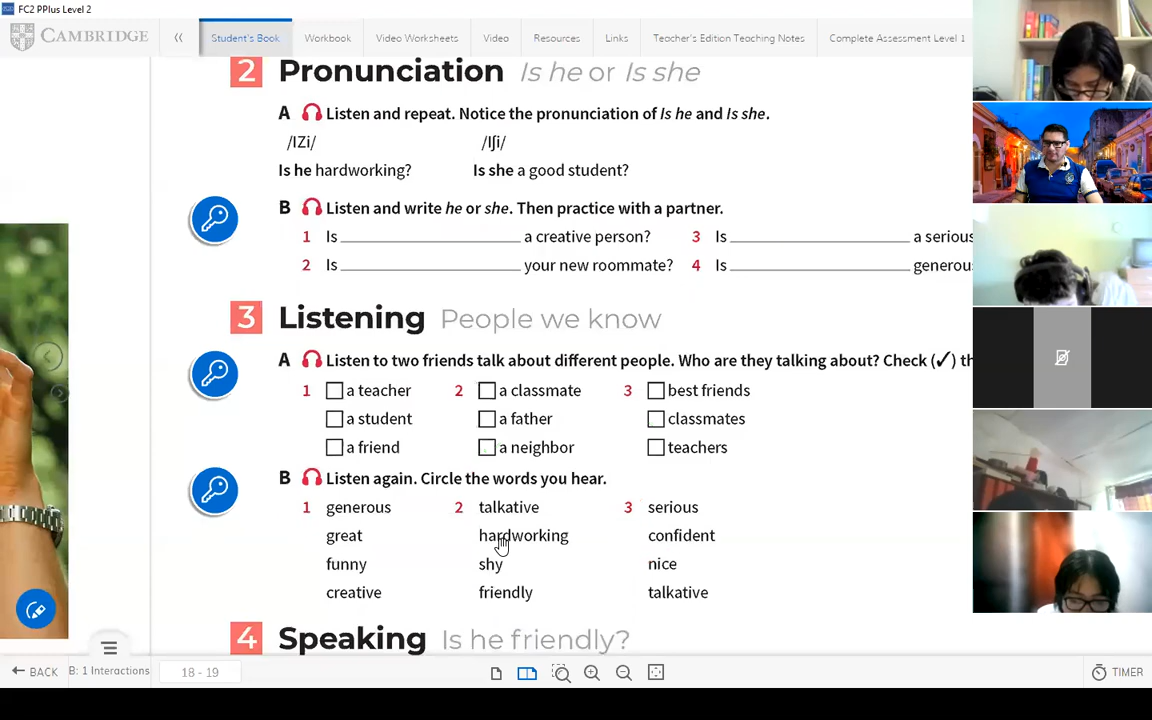 FC2 PPlus Level 2
CAMBRIDGE
Student's Book
Workbook
Video Worksheets
Video
Resources
Links
Teacher's Edition Teaching Notes
Complete Assessment Level 1
2 Pronunciation Is he or Is she
A Listen and repeat. Notice the pronunciation of Is he and Is she.
/IZi/ /Iʃi/
Is he hardworking? Is she a good student?
B Listen and write he or she. Then practice with a partner.
1 Is ____ a creative person? 3 Is ____ a serious
2 Is ____ your new roommate? 4 Is ____ generou
3 Listening People we know
A Listen to two friends talk about different people. Who are they talking about? Check (✓) th
1 a teacher 2 a classmate 3 best friends
a student a father classmates
a friend a neighbor teachers
B Listen again. Circle the words you hear.
1 generous 2 talkative 3 serious
great hardworking confident
funny shy nice
creative friendly talkative
4 Speaking Is he friendly?
BACK B: 1 Interactions 18 - 19 TIMER